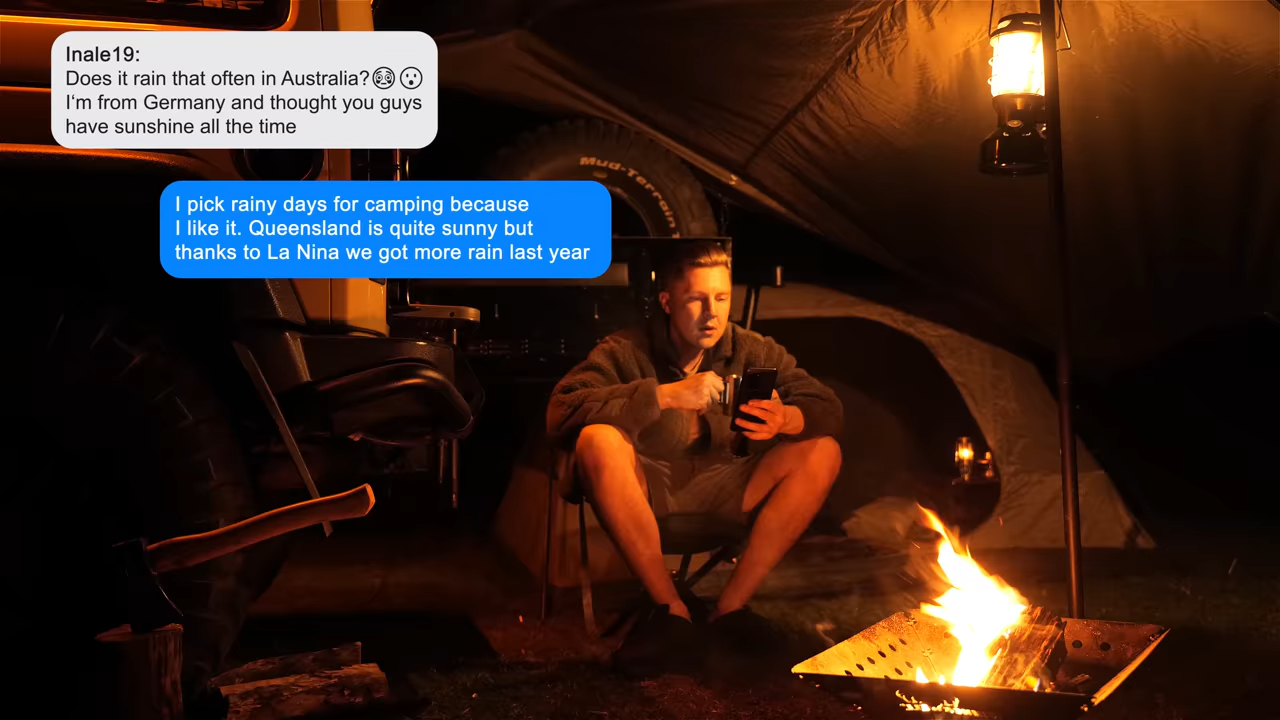 Inale19:
Does it rain that often in Australia?😳😮
I'm from Germany and thought you guys
have sunshine all the time
I pick rainy days for camping because
I like it. Queensland is quite sunny but
thanks to La Nina we got more rain last year
Mud-Terrain